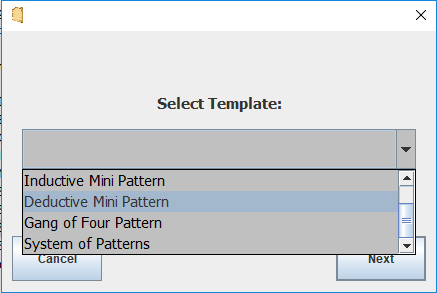 Select Template:
Inductive Mini Pattern
Deductive Mini Pattern
Gang of Four Pattern
System of Patterns
Cancel
Next